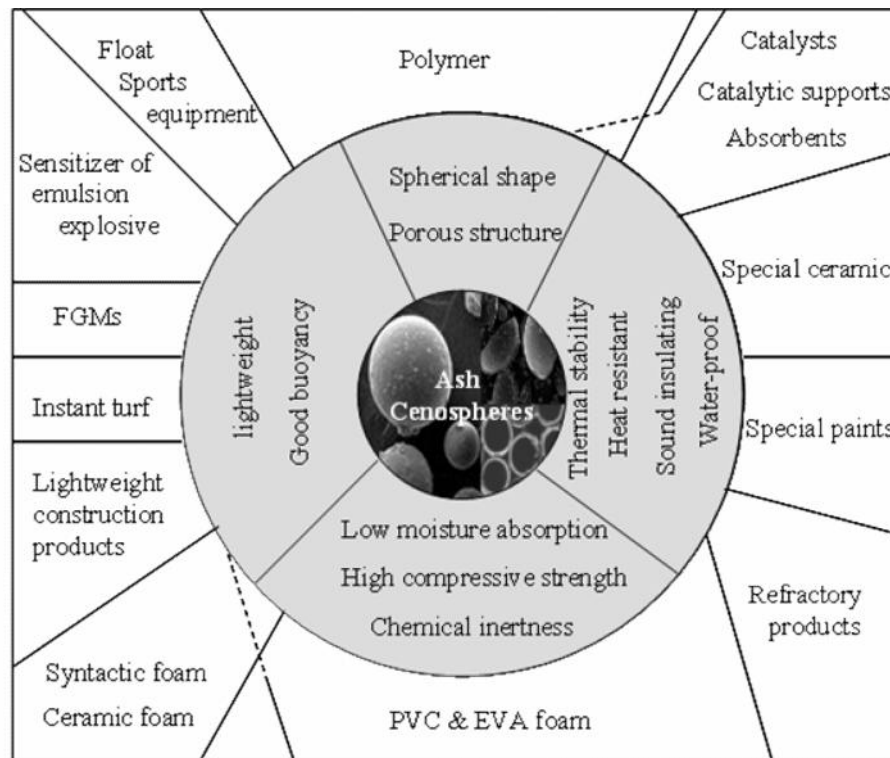 Float
Sports
equipment
Polymer
Catalysts
Catalytic supports
Absorbents
Sensitizer of
emulsion
explosive
Spherical shape
Porous structure
FGMs
lightweight
Good buoyancy
Ash
Cenospheres
Thermal stability
Heat resistant
Sound insulating
Water-proof
Special ceramic
Instant turf
Special paints
Lightweight
construction
products
Low moisture absorption
High compressive strength
Chemical inertness
Refractory
products
Syntactic foam
Ceramic foam
PVC & EVA foam